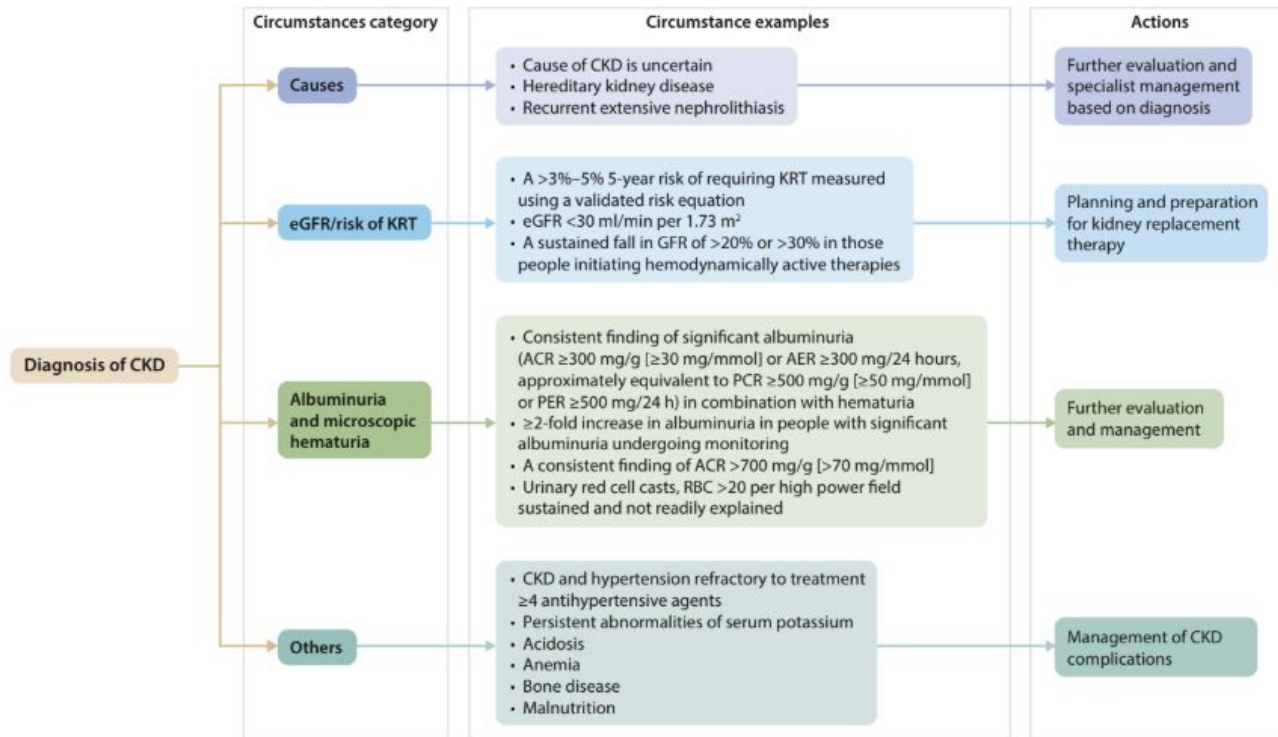 Circumstances category
Circumstance examples
Actions
Diagnosis of CKD
Causes
• Cause of CKD is uncertain
• Hereditary kidney disease
• Recurrent extensive nephrolithiasis
Further evaluation and
specialist management
based on diagnosis
eGFR/risk of KRT
• A >3%–5% 5-year risk of requiring KRT measured
using a validated risk equation
• eGFR <30 ml/min per 1.73 m²
• A sustained fall in GFR of >20% or >30% in those
people initiating hemodynamically active therapies
Planning and preparation
for kidney replacement
therapy
Albuminuria
and microscopic
hematuria
• Consistent finding of significant albuminuria
(ACR ≥300 mg/g [≥30 mg/mmol] or AER ≥300 mg/24 hours,
approximately equivalent to PCR ≥500 mg/g [≥50 mg/mmol]
or PER ≥500 mg/24 h) in combination with hematuria
• ≥2-fold increase in albuminuria in people with significant
albuminuria undergoing monitoring
• A consistent finding of ACR >700 mg/g [>70 mg/mmol]
• Urinary red cell casts, RBC >20 per high power field
sustained and not readily explained
Further evaluation
and management
Others
• CKD and hypertension refractory to treatment
≥4 antihypertensive agents
• Persistent abnormalities of serum potassium
• Acidosis
• Anemia
• Bone disease
• Malnutrition
Management of CKD
complications